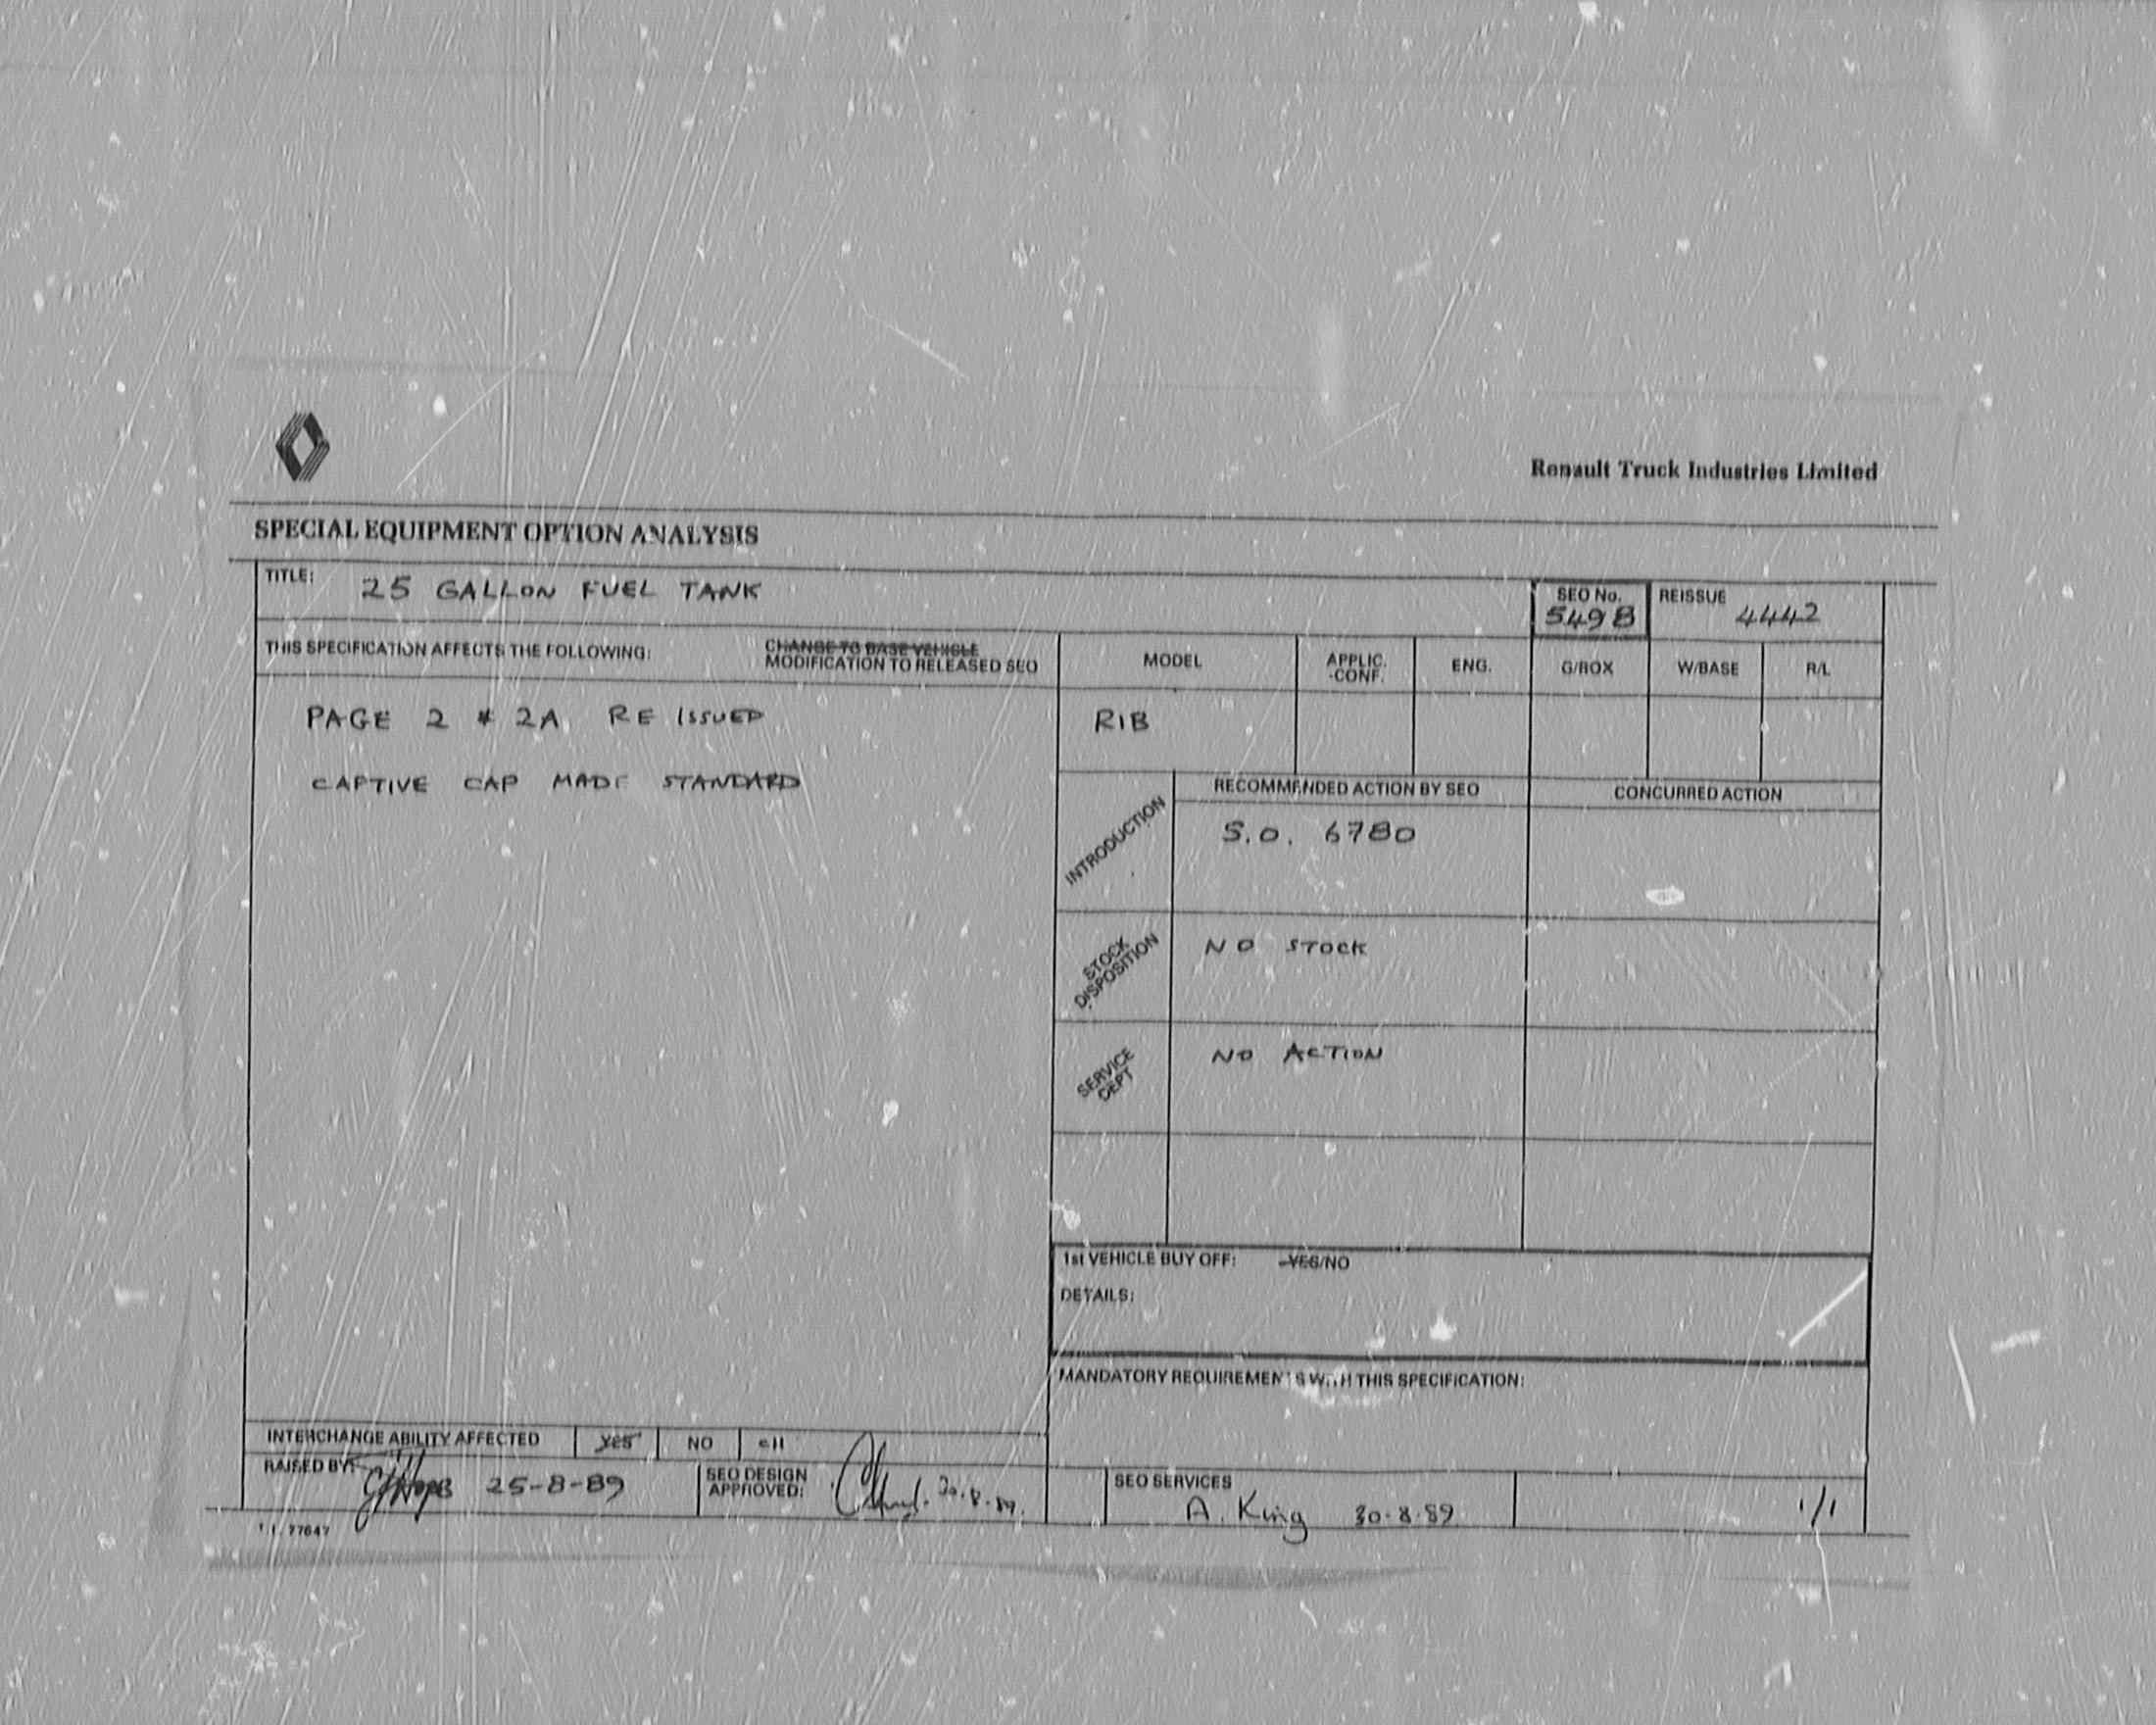 Renault Truck Industries Limited
SPECIAL EQUIPMENT OPTION ANALYSIS
TITLE: 25 GALLON FUEL TANK
SEO No. 5498
REISSUE 4442
THIS SPECIFICATION AFFECTS THE FOLLOWING:
CHANGE TO BASE VEHICLE
MODIFICATION TO RELEASED SEO
MODEL
APPLIC. CONF.
ENG.
G/BOX
W/BASE
R/L
PAGE 2 & 2A RE ISSUED
CAPTIVE CAP MADE STANDARD
R1B
RECOMMENDED ACTION BY SEO
CONCURRED ACTION
INTRODUCTION
S.O. 6780
STOCK DISPOSITION
NO STOCK
SERVICE DEPT
NO ACTION
1st VEHICLE BUY OFF: YES/NO
DETAILS:
MANDATORY REQUIREMENTS WITH THIS SPECIFICATION:
INTERCHANGE ABILITY AFFECTED yes NO
RAISED BY: 25-8-89
SEO DESIGN APPROVED: 30.8.89.
SEO SERVICES
A. King 30-8-89
1/1
77647